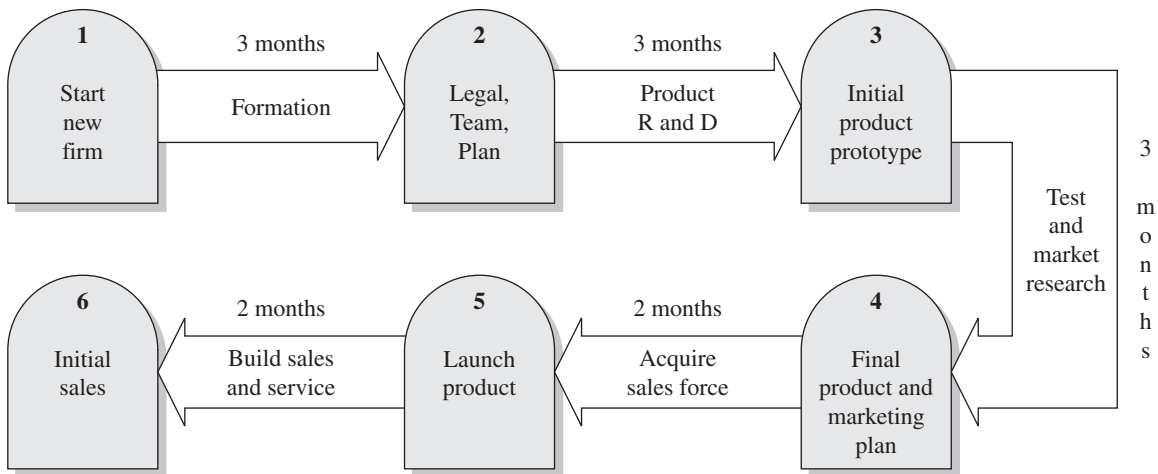 1
Start
new
firm
3 months
Formation
2
Legal,
Team,
Plan
3 months
Product
R and D
3
Initial
product
prototype
3 months
Test
and
market
research
4
Final
product and
marketing
plan
2 months
Acquire
sales force
5
Launch
product
2 months
Build sales
and service
6
Initial
sales